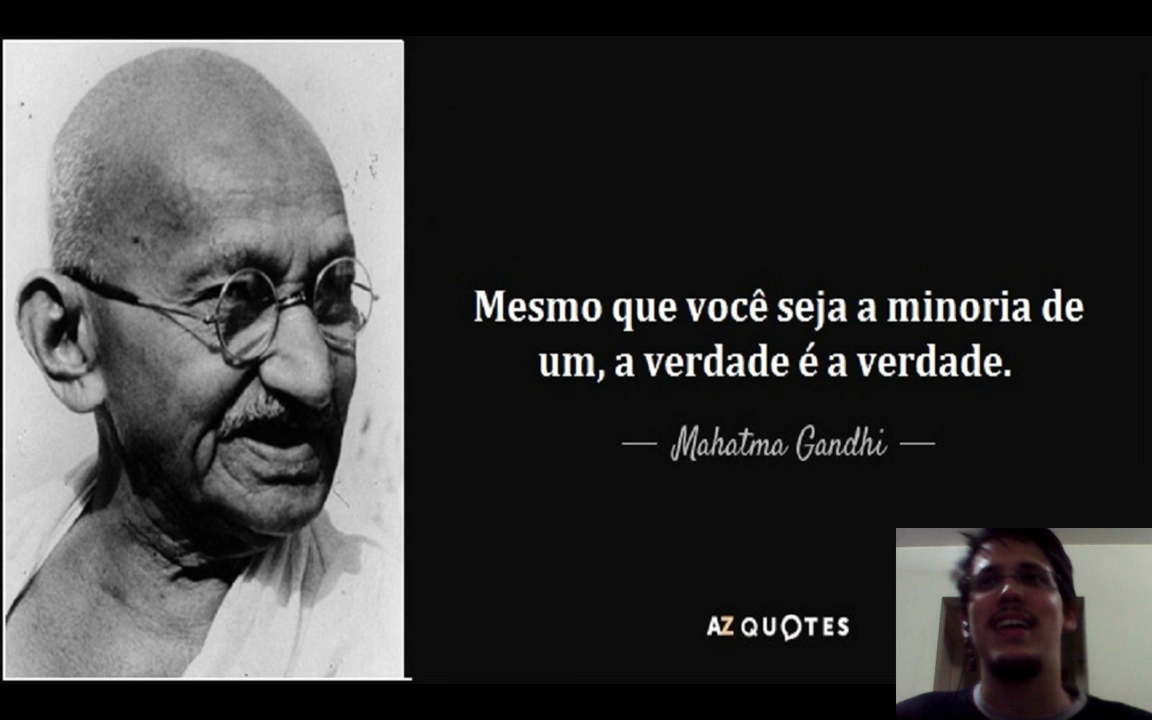 Mesmo que você seja a minoria de
um, a verdade é a verdade.
Mahatma Gandhi
AZ QUOTES